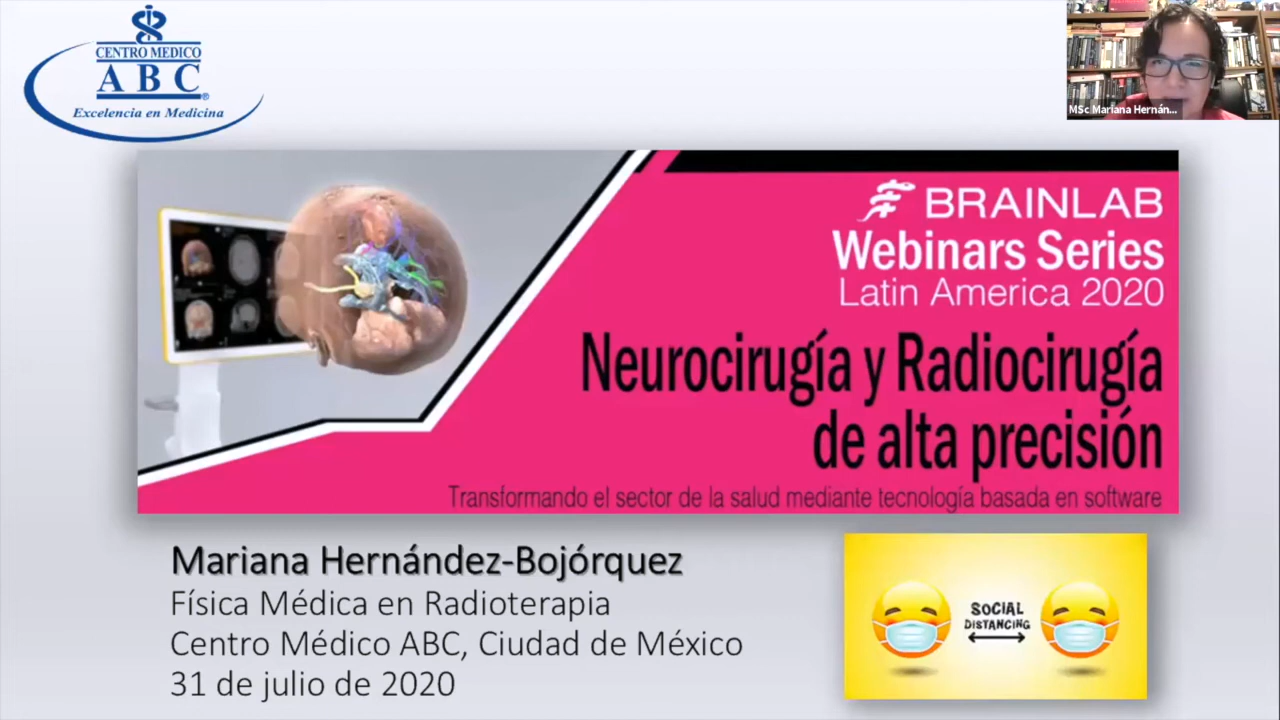 CENTRO MEDICO
ABC
Excelencia en Medicina
MSc Mariana Hernán...
BRAINLAB
Webinars Series
Latin America 2020
Neurocirugía y Radiocirugía
de alta precisión
Transformando el sector de la salud mediante tecnología basada en software
Mariana Hernández-Bojórquez
Física Médica en Radioterapia
Centro Médico ABC, Ciudad de México
31 de julio de 2020
SOCIAL
DISTANCING